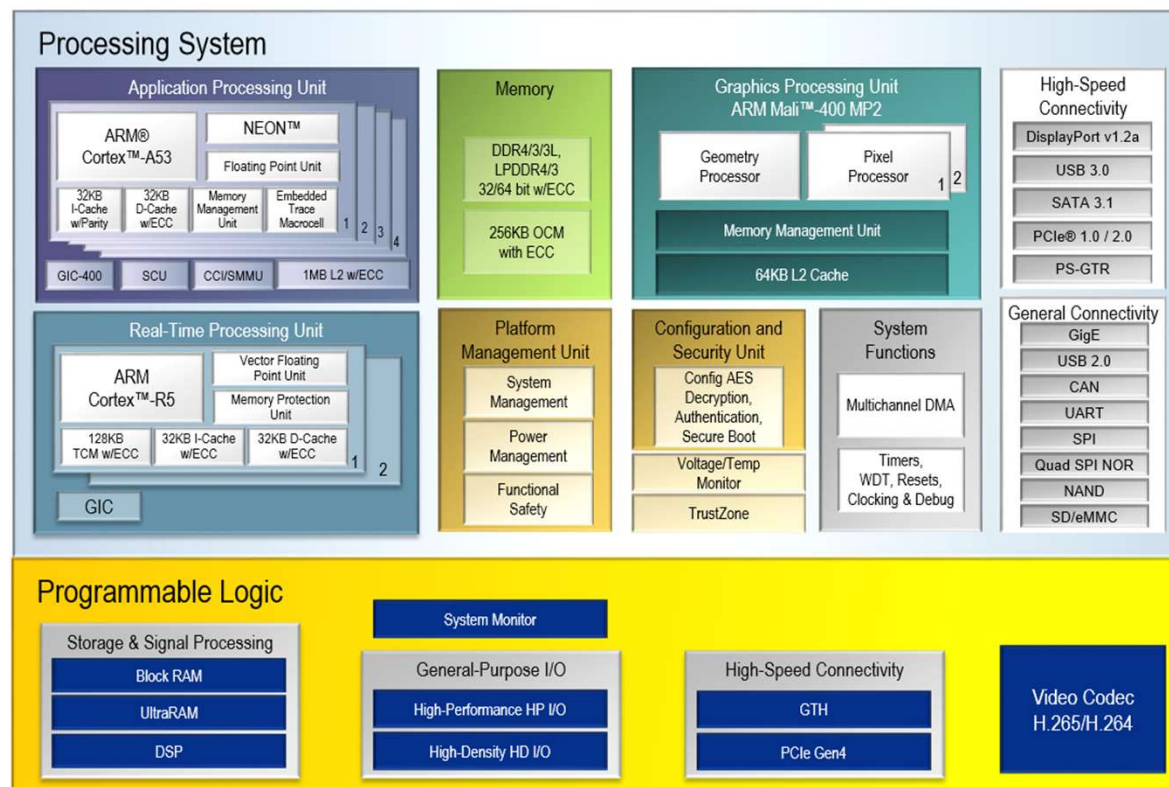 Processing System
Application Processing Unit
ARM®
Cortex™-A53
NEON™
Floating Point Unit
32KB
I-Cache
w/Parity
32KB
D-Cache
w/ECC
Memory
Management
Unit
Embedded
Trace
Macrocell
1
2
3
4
GIC-400
SCU
CCI/SMMU
1MB L2 w/ECC
Memory
DDR4/3/3L,
LPDDR4/3
32/64 bit w/ECC
256KB OCM
with ECC
Graphics Processing Unit
ARM Mali™-400 MP2
Geometry
Processor
Pixel
Processor
1
2
Memory Management Unit
64KB L2 Cache
High-Speed
Connectivity
DisplayPort v1.2a
USB 3.0
SATA 3.1
PCIe® 1.0 / 2.0
PS-GTR
Real-Time Processing Unit
ARM
Cortex™-R5
Vector Floating
Point Unit
Memory Protection
Unit
128KB
TCM w/ECC
32KB I-Cache
w/ECC
32KB D-Cache
w/ECC
1
2
GIC
Platform
Management Unit
System
Management
Power
Management
Functional
Safety
Configuration and
Security Unit
Config AES
Decryption,
Authentication,
Secure Boot
Voltage/Temp
Monitor
TrustZone
System
Functions
Multichannel DMA
Timers,
WDT, Resets,
Clocking & Debug
General Connectivity
GigE
USB 2.0
CAN
UART
SPI
Quad SPI NOR
NAND
SD/eMMC
Programmable Logic
Storage & Signal Processing
Block RAM
UltraRAM
DSP
System Monitor
General-Purpose I/O
High-Performance HP I/O
High-Density HD I/O
High-Speed Connectivity
GTH
PCIe Gen4
Video Codec
H.265/H.264